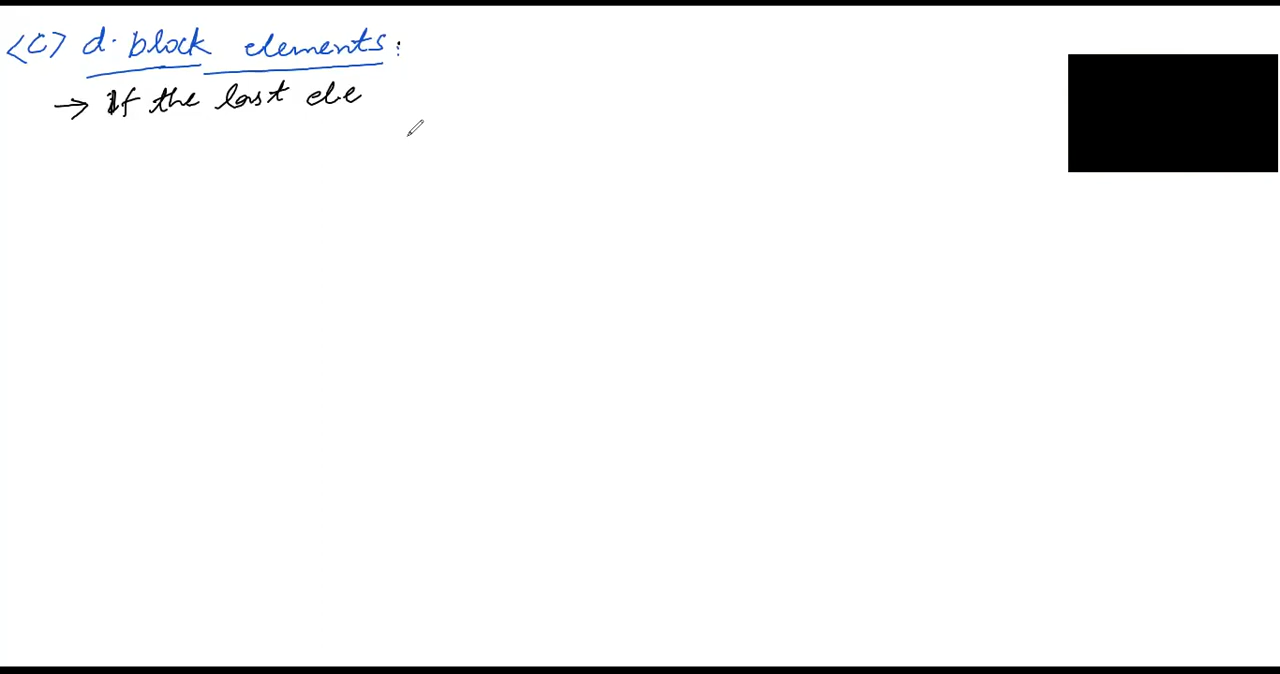 <C> d-block elements:
→ If the last ele